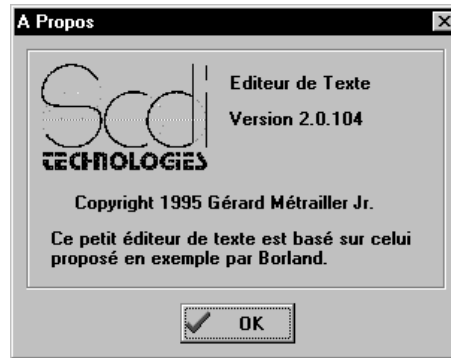 A Propos
Scdi
TECHNOLOGIES
Editeur de Texte
Version 2.0.104
Copyright 1995 Gérard Métrailler Jr.
Ce petit éditeur de texte est basé sur celui
proposé en exemple par Borland.
OK